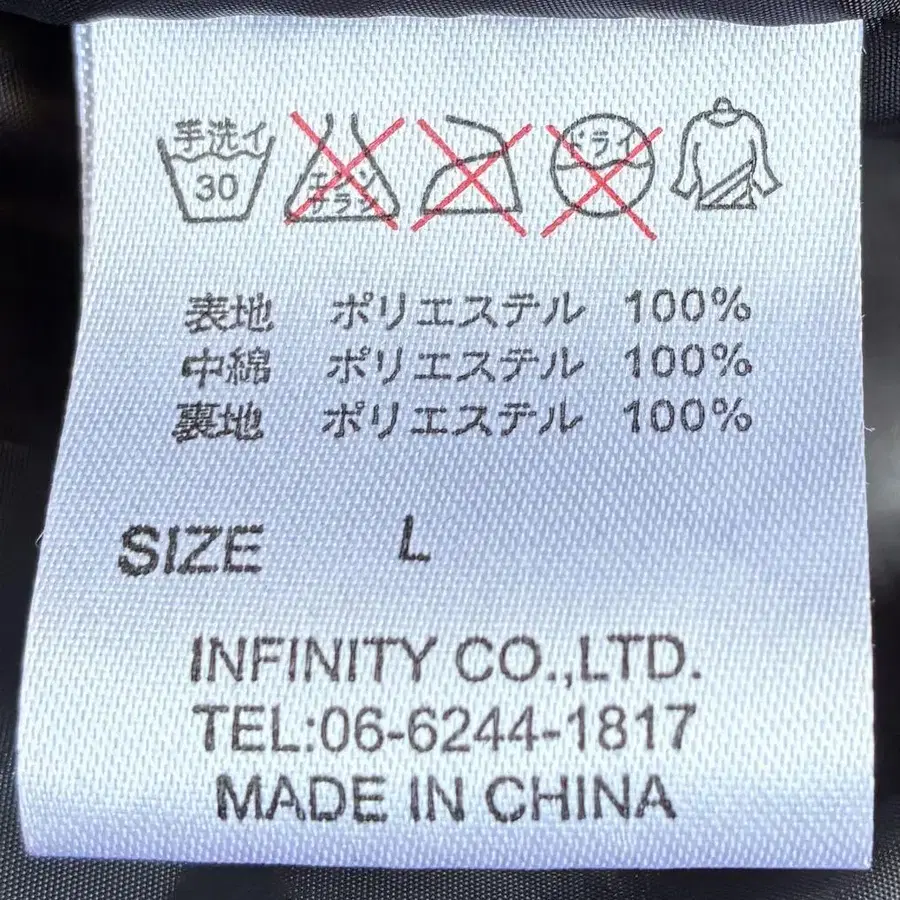 手洗イ
30
エンソ
サラシ
ドライ
表地 ポリエステル 100%
中綿 ポリエステル 100%
裏地 ポリエステル 100%
SIZE L
INFINITY CO.,LTD.
TEL:06-6244-1817
MADE IN CHINA